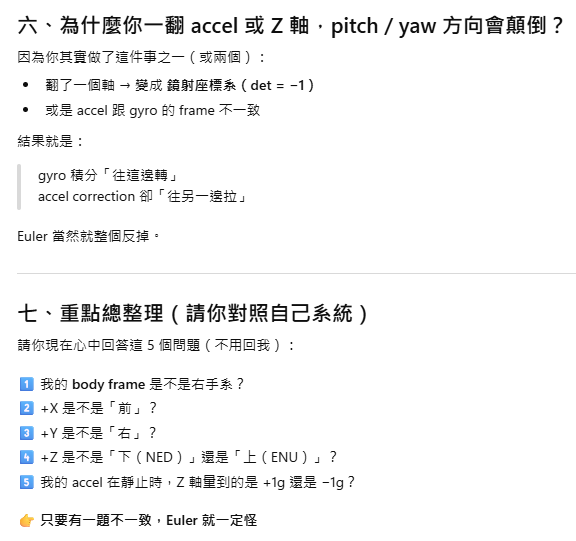 六、為什麼你一翻 accel 或 Z 軸，pitch / yaw 方向會顛倒？
因為你其實做了這件事之一（或兩個）：
• 翻了一個軸 → 變成 鏡射座標系（det = −1）
• 或是 accel 跟 gyro 的 frame 不一致
結果就是：
gyro 積分「往這邊轉」
accel correction 卻「往另一邊拉」
Euler 當然就整個反掉。
七、重點總整理（請你對照自己系統）
請你現在心中回答這 5 個問題（不用回我）：
1️⃣ 我的 body frame 是不是右手系？
2️⃣ +X 是不是「前」？
3️⃣ +Y 是不是「右」？
4️⃣ +Z 是不是「下（NED）」還是「上（ENU）」？
5️⃣ 我的 accel 在靜止時，Z 軸量到的是 +1g 還是 −1g？
👉 只要有一題不一致，Euler 就一定怪